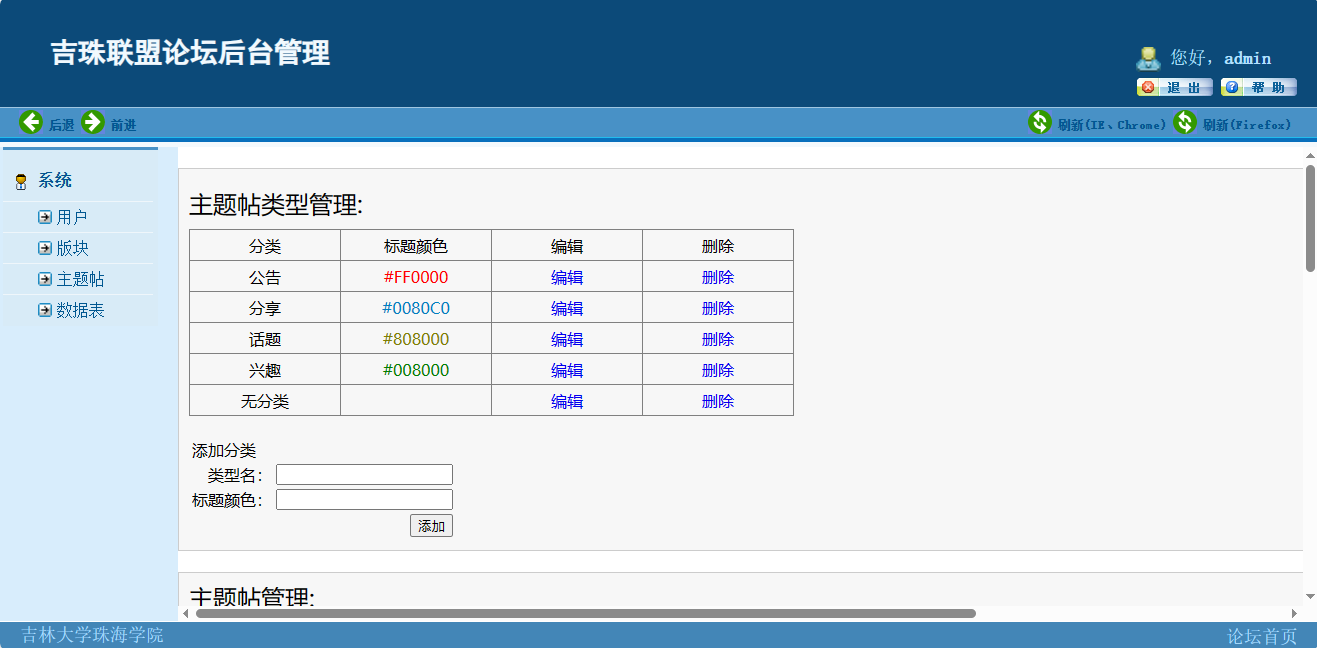 吉珠联盟论坛后台管理
您好，admin
退 出 帮 助
后退 前进 刷新(IE、Chrome) 刷新(Firefox)
系统
用户
版块
主题帖
数据表
主题帖类型管理:
分类 标题颜色 编辑 删除
公告 #FF0000 编辑 删除
分享 #0080C0 编辑 删除
话题 #808000 编辑 删除
兴趣 #008000 编辑 删除
无分类 编辑 删除
添加分类
类型名：
标题颜色：
添加
主题帖管理:
吉林大学珠海学院 论坛首页